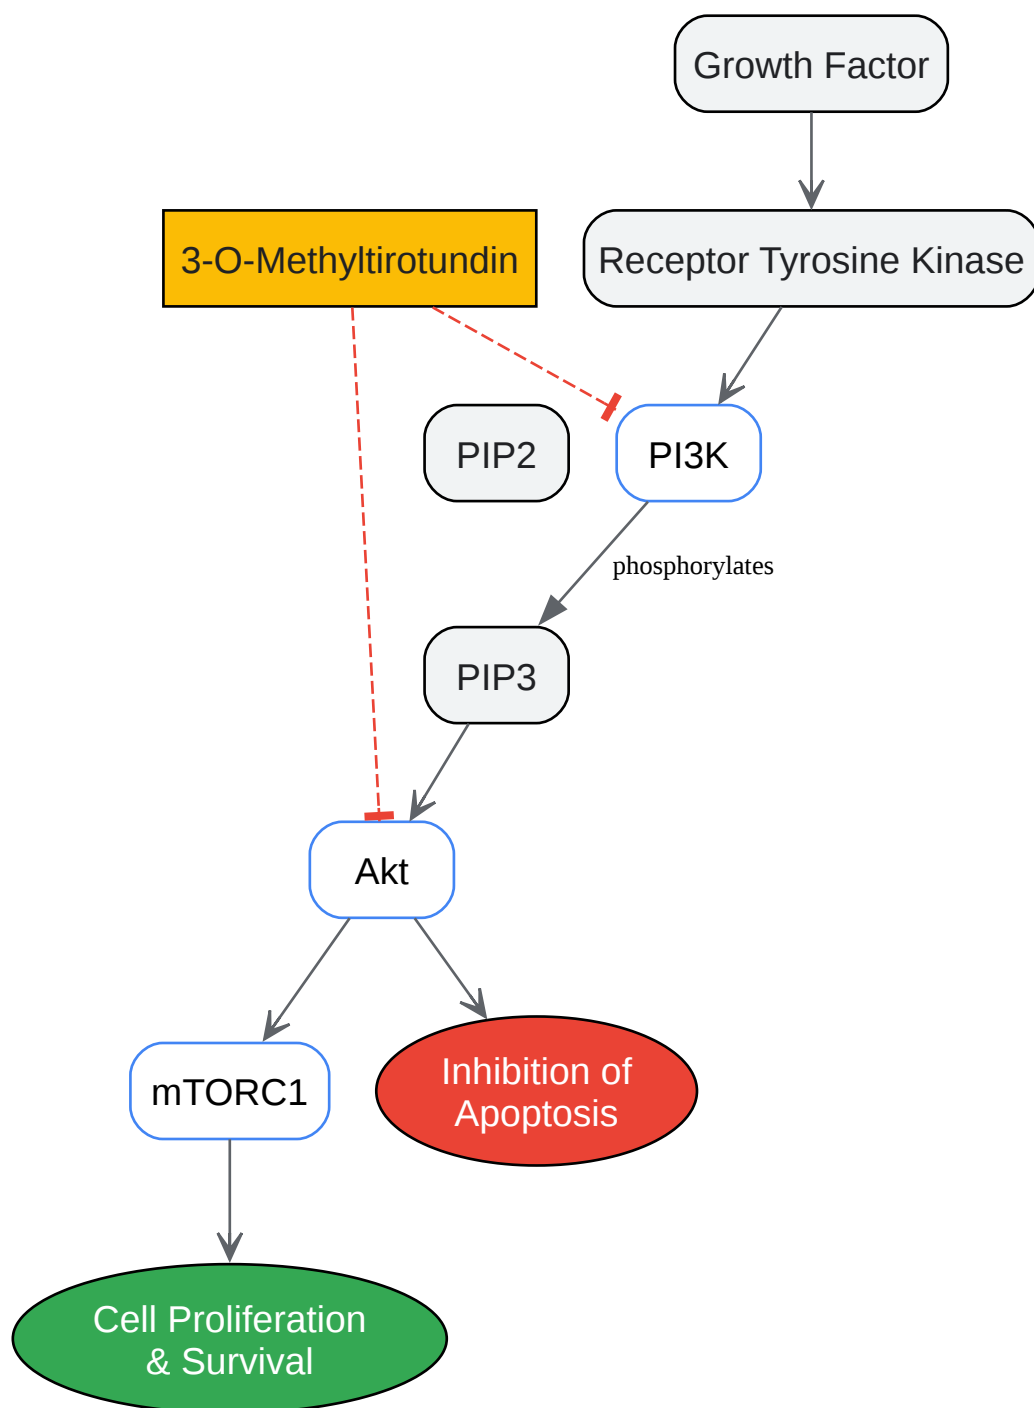 Growth Factor
3-O-Methyltirotundin
Receptor Tyrosine Kinase
PIP2
PI3K
phosphorylates
PIP3
Akt
mTORC1
Inhibition of
Apoptosis
Cell Proliferation
& Survival